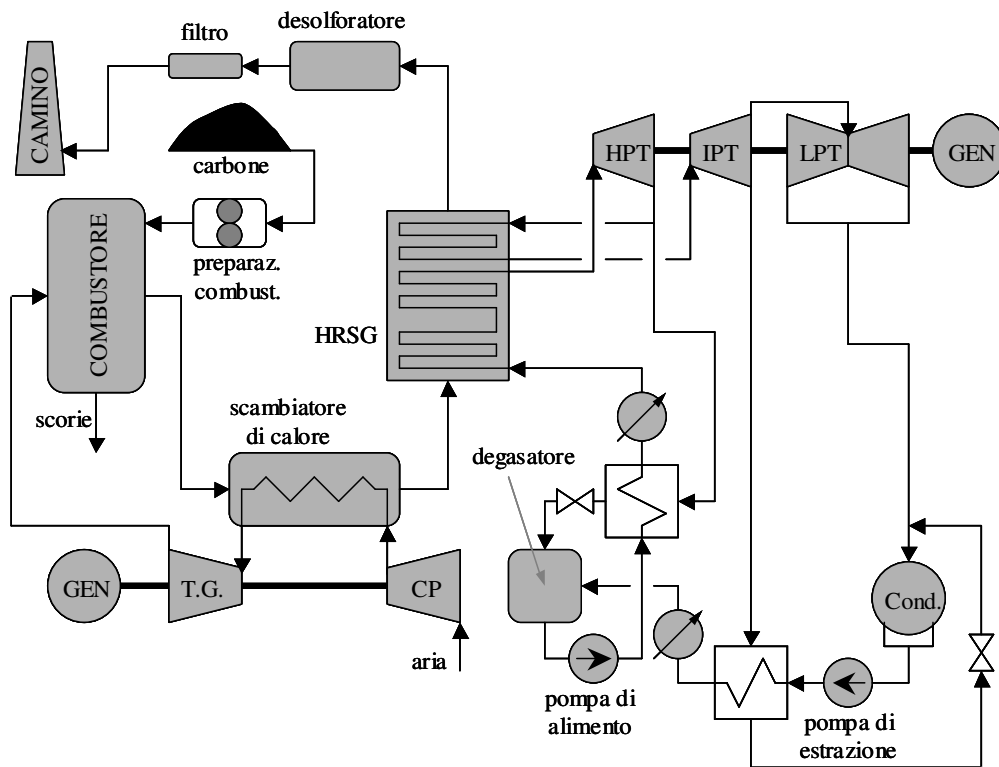 desolforatore
filtro
CAMINO
carbone
HPT
IPT
LPT
GEN
COMBUSTORE
preparaz.
combust.
HRSG
scorie
scambiatore
di calore
degasatore
GEN
T.G.
CP
Cond.
aria
pompa di
alimento
pompa di
estrazione